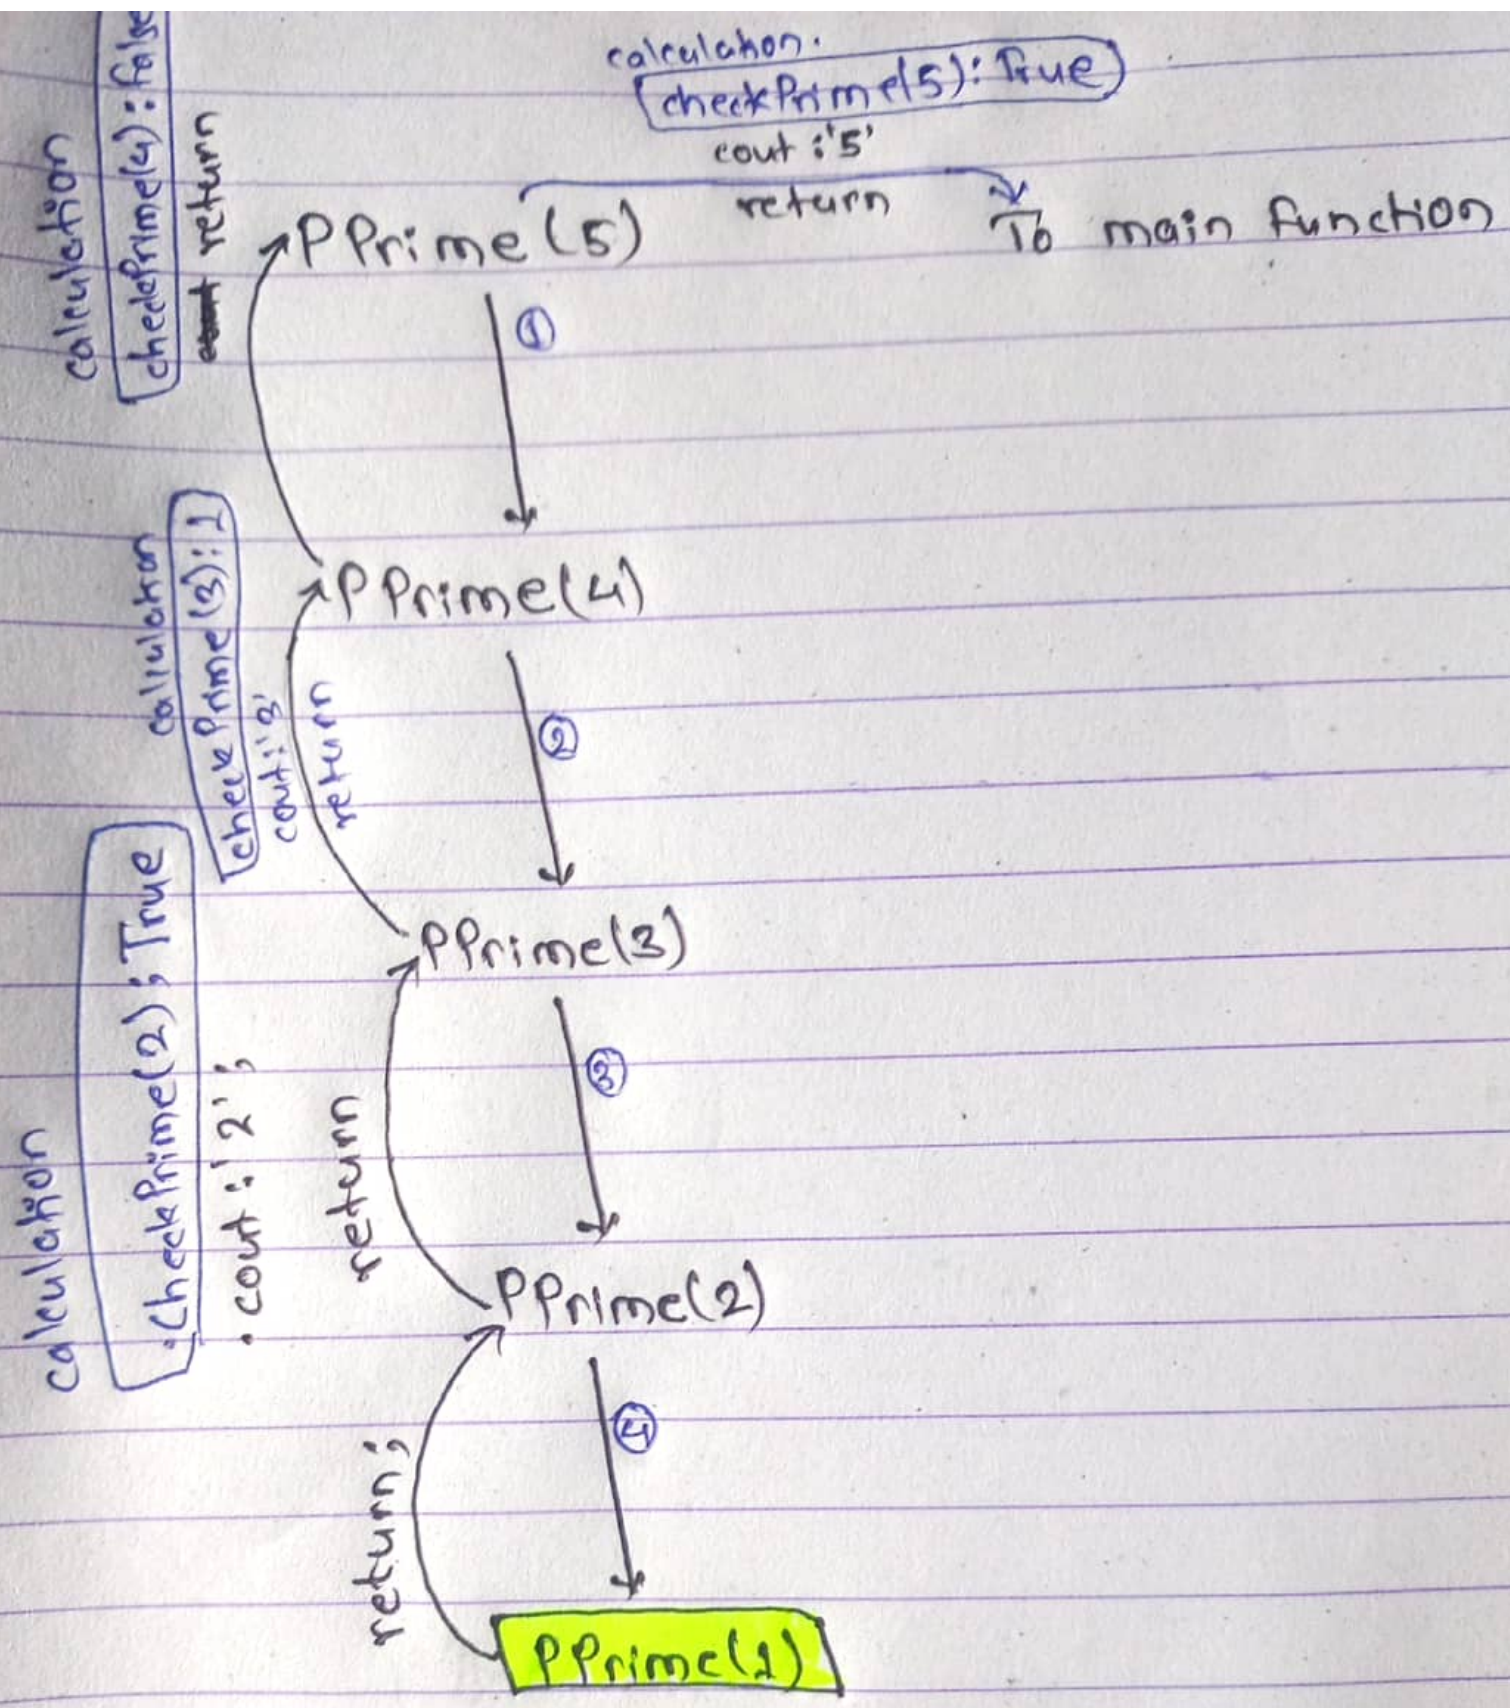 calculation.
checkPrime(5): True
cout : '5'
return
PPrime (5)
To main function
calculation
checkPrime(4): false
return
①
PPrime(4)
calculation
checkPrime(3): 1
cout: '3'
return
②
PPrime(3)
calculation
. CheckPrime(2); True
. cout : '2' ;
return
③
PPrime(2)
return;
④
PPrime(1)